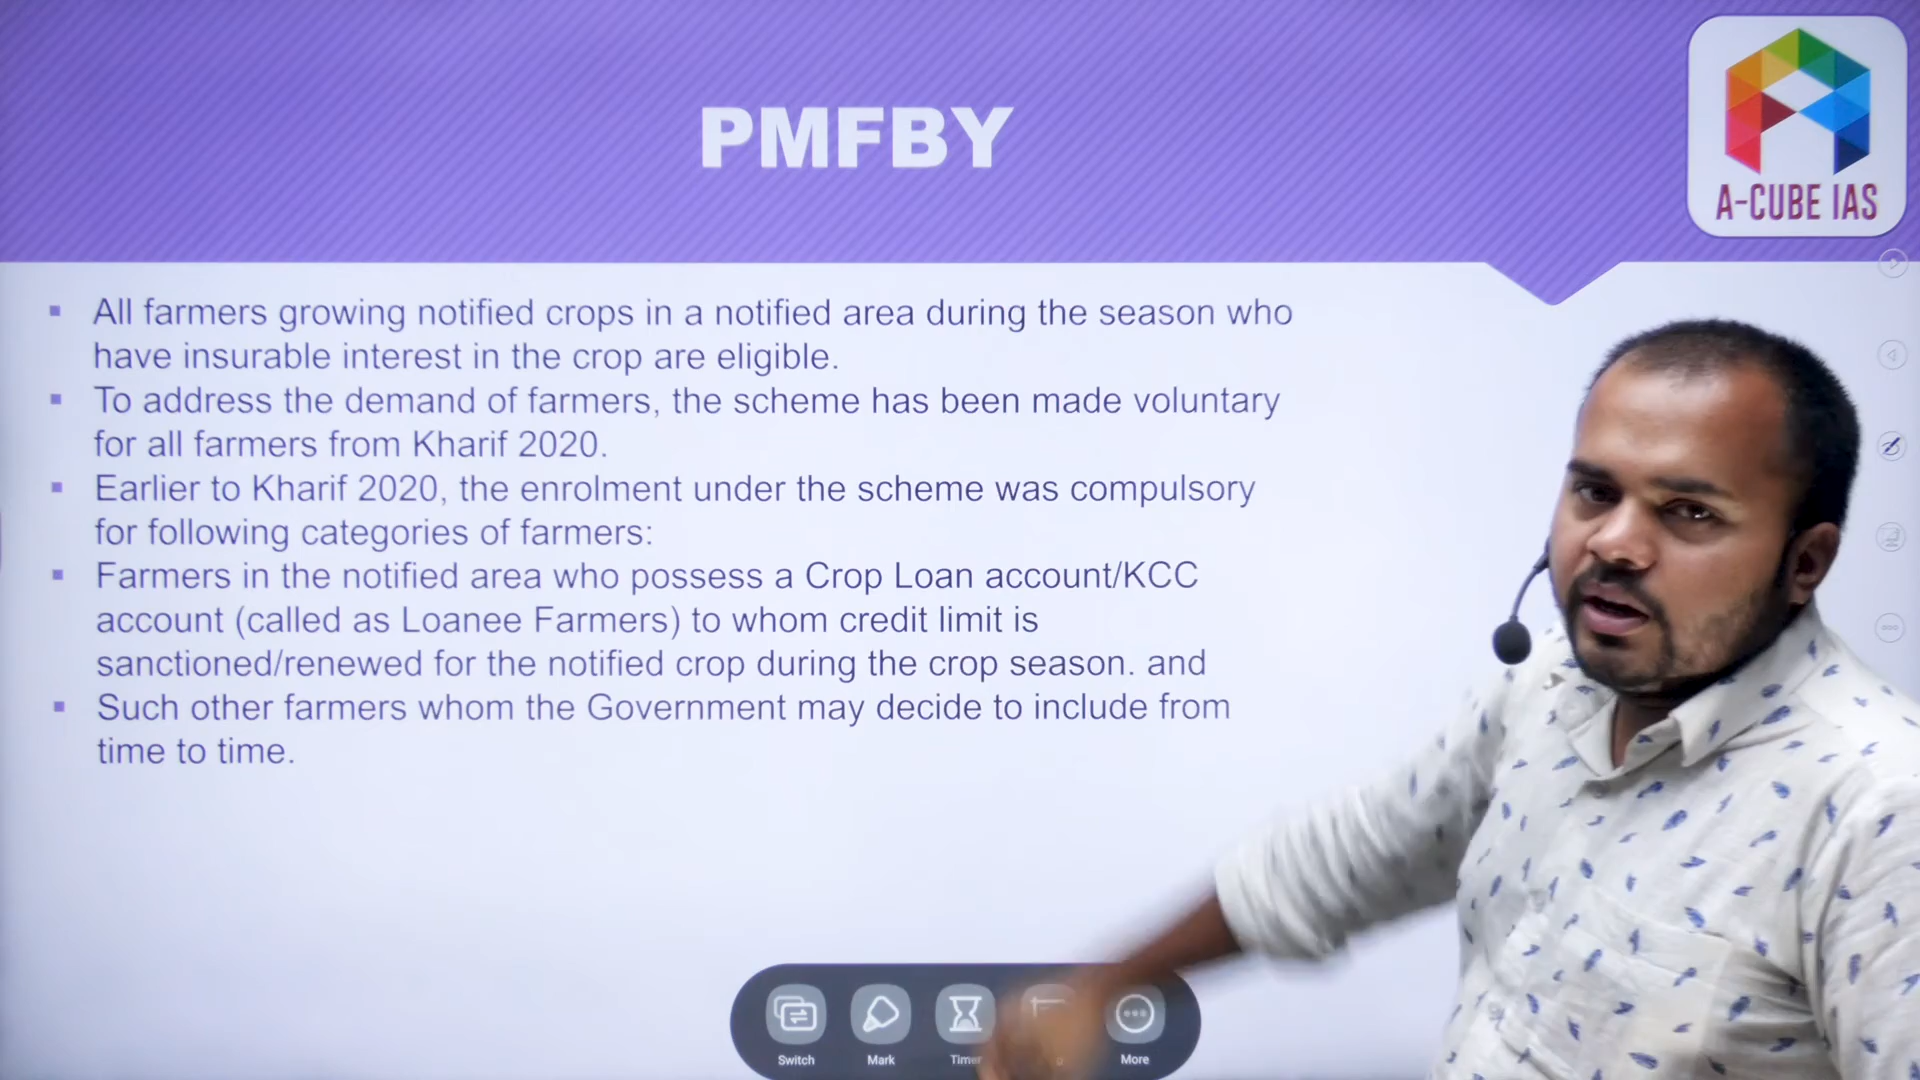 PMFBY
A-CUBE IAS
▪ All farmers growing notified crops in a notified area during the season who
have insurable interest in the crop are eligible.
▪ To address the demand of farmers, the scheme has been made voluntary
for all farmers from Kharif 2020.
▪ Earlier to Kharif 2020, the enrolment under the scheme was compulsory
for following categories of farmers:
▪ Farmers in the notified area who possess a Crop Loan account/KCC
account (called as Loanee Farmers) to whom credit limit is
sanctioned/renewed for the notified crop during the crop season. and
▪ Such other farmers whom the Government may decide to include from
time to time.
Switch
Mark
More